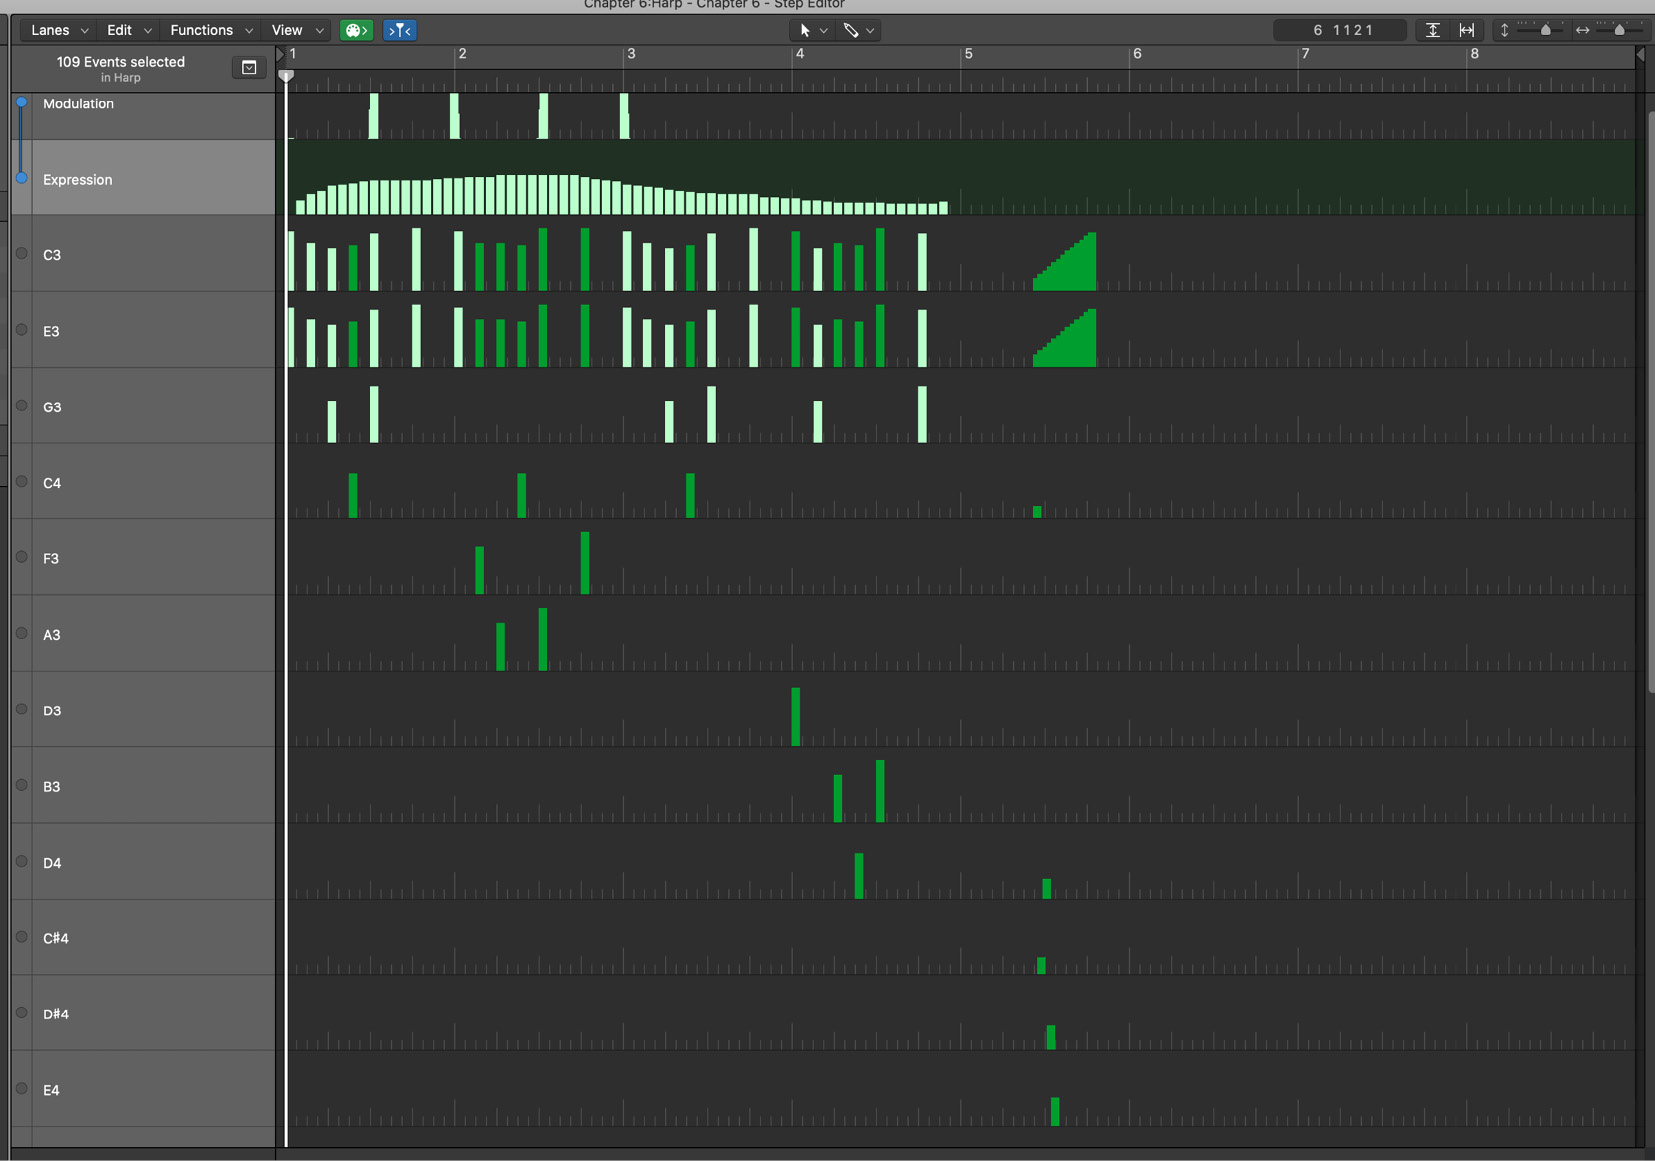 Chapter 6:Harp - Chapter 6 - Step Editor
Lanes Edit Functions View 6 1 1 2 1
109 Events selected
in Harp
1 2 3 4 5 6 7 8
Modulation
Expression
C3
E3
G3
C4
F3
A3
D3
B3
D4
C#4
D#4
E4